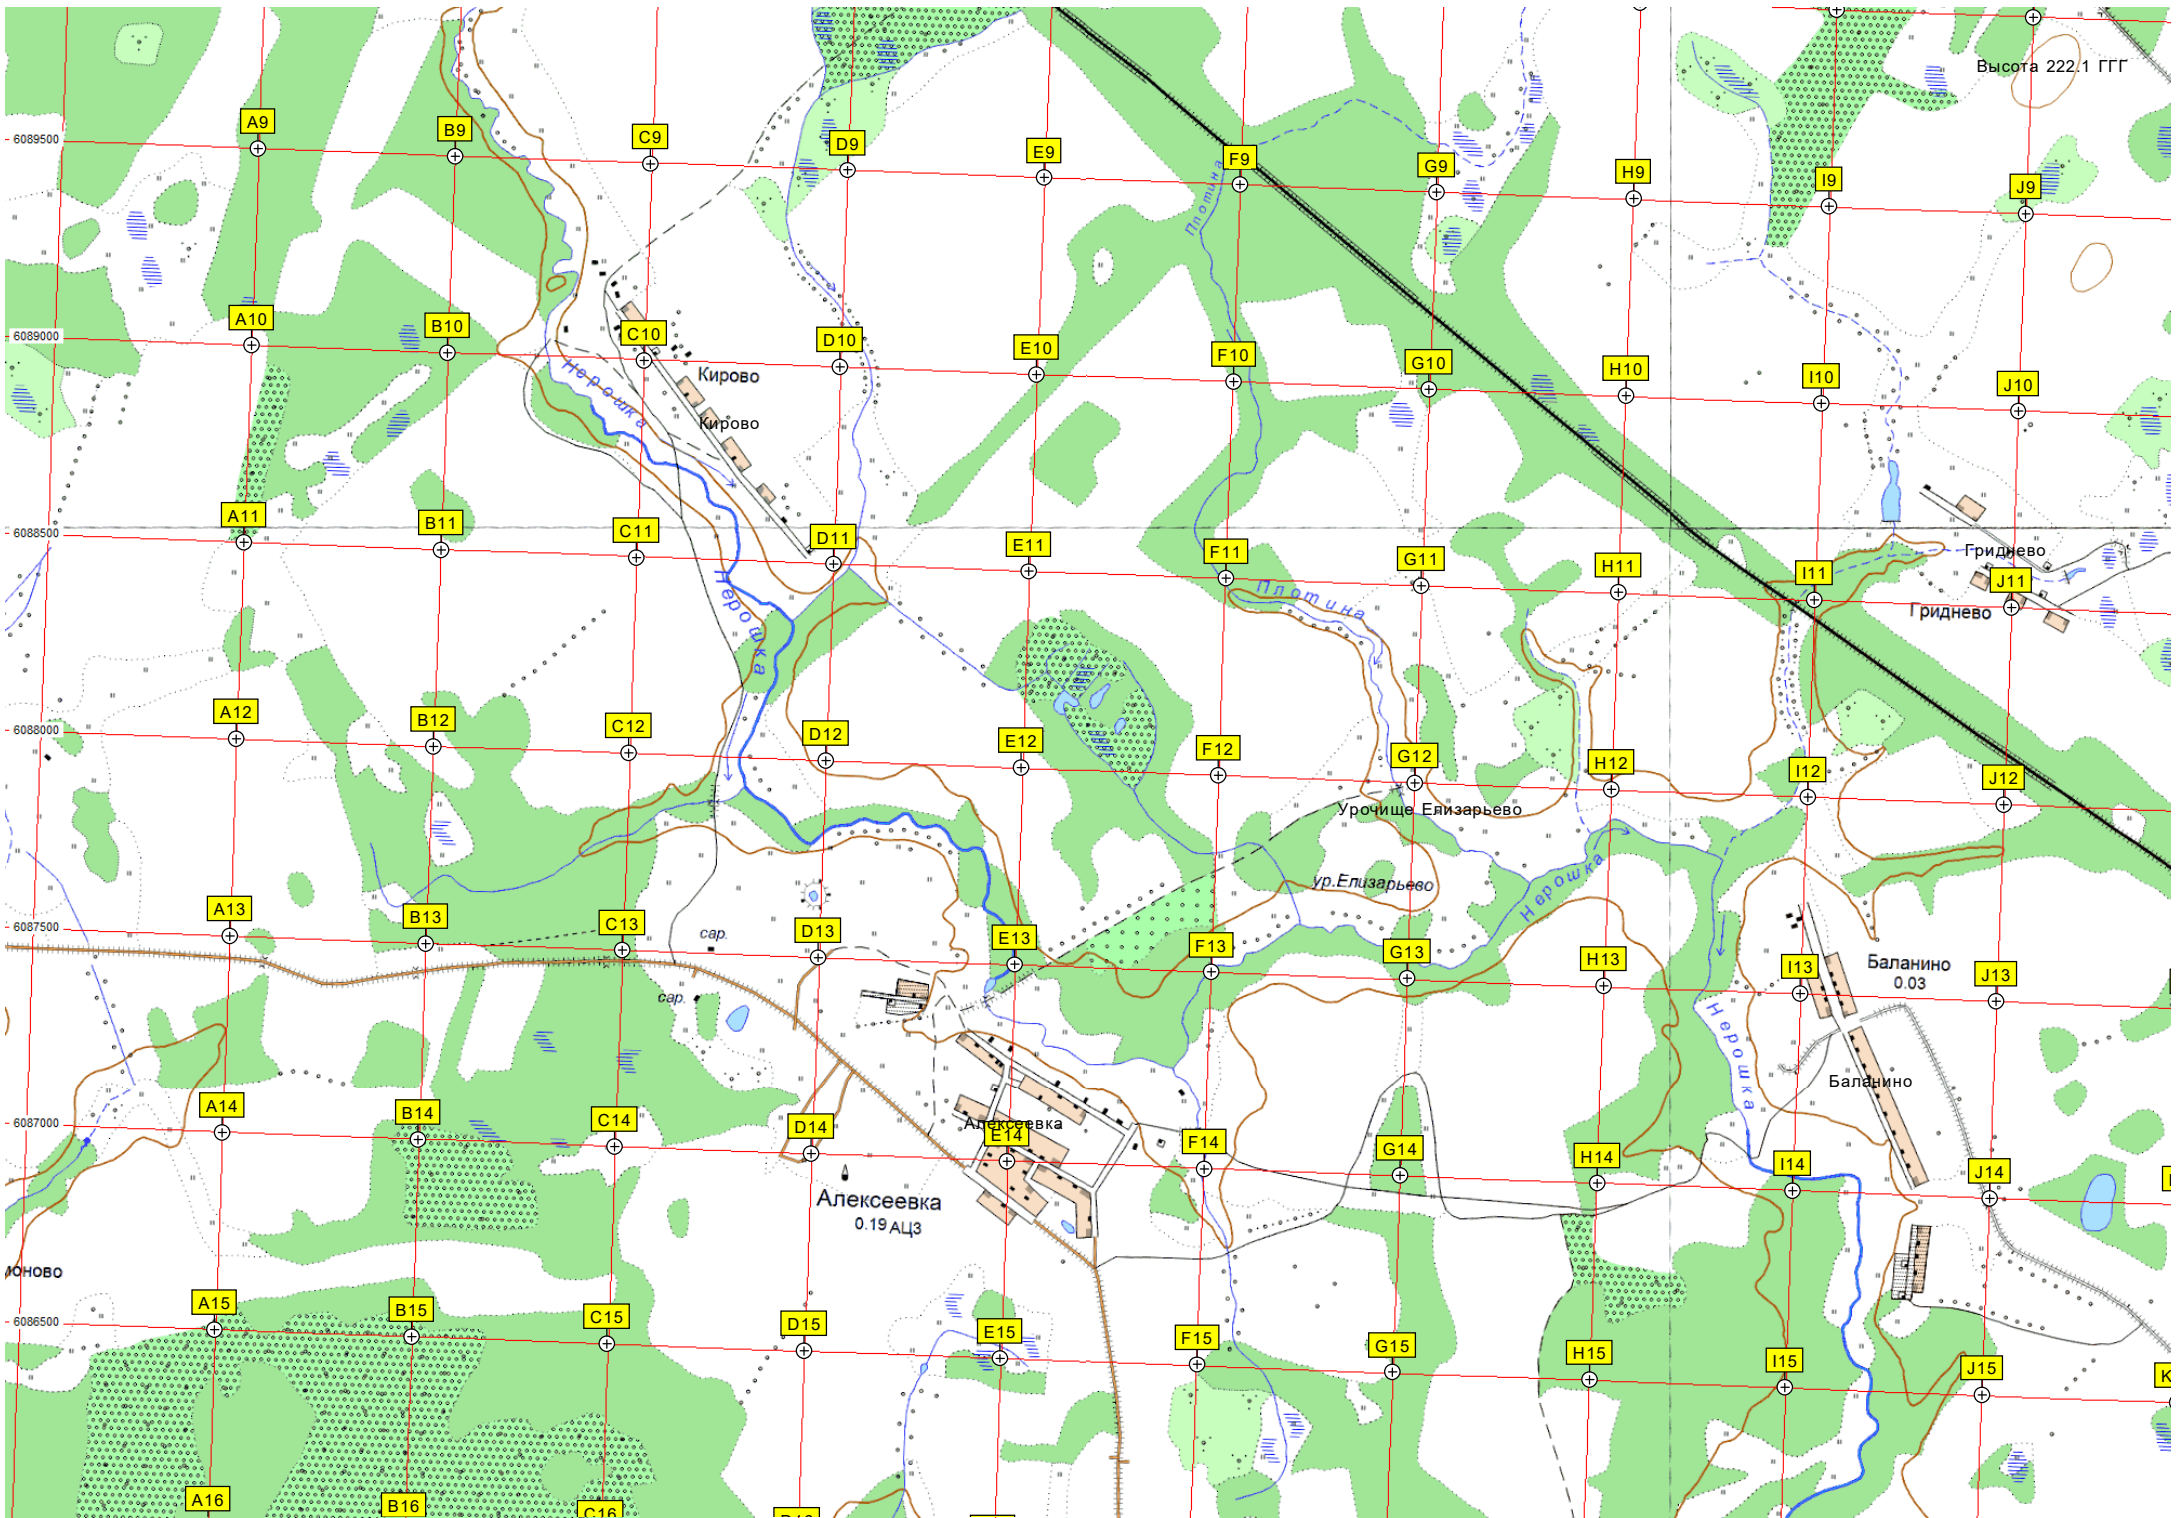 Высота 222.1 ГГГ
A9
B9
C9
D9
E9
F9
G9
H9
I9
J9
6089500
Плотина
A10
B10
C10
D10
E10
F10
G10
H10
I10
J10
6089000
Нерошка
Кирово
Кирово
A11
B11
C11
D11
E11
F11
G11
H11
I11
J11
6088500
Гриднево
Гриднево
Нерошка
Плотина
A12
B12
C12
D12
E12
F12
G12
H12
I12
J12
6088000
Урочище Елизарьево
ур.Елизарьево
Нерошка
A13
B13
C13
D13
E13
F13
G13
H13
I13
J13
6087500
сар.
сар.
Баланино
0.03
Нерошка
Баланино
A14
B14
C14
D14
E14
F14
G14
H14
I14
J14
6087000
Алексеевка
Алексеевка
0.19 АЦЗ
A15
B15
C15
D15
E15
F15
G15
H15
I15
J15
K
6086500
A16
B16
C16